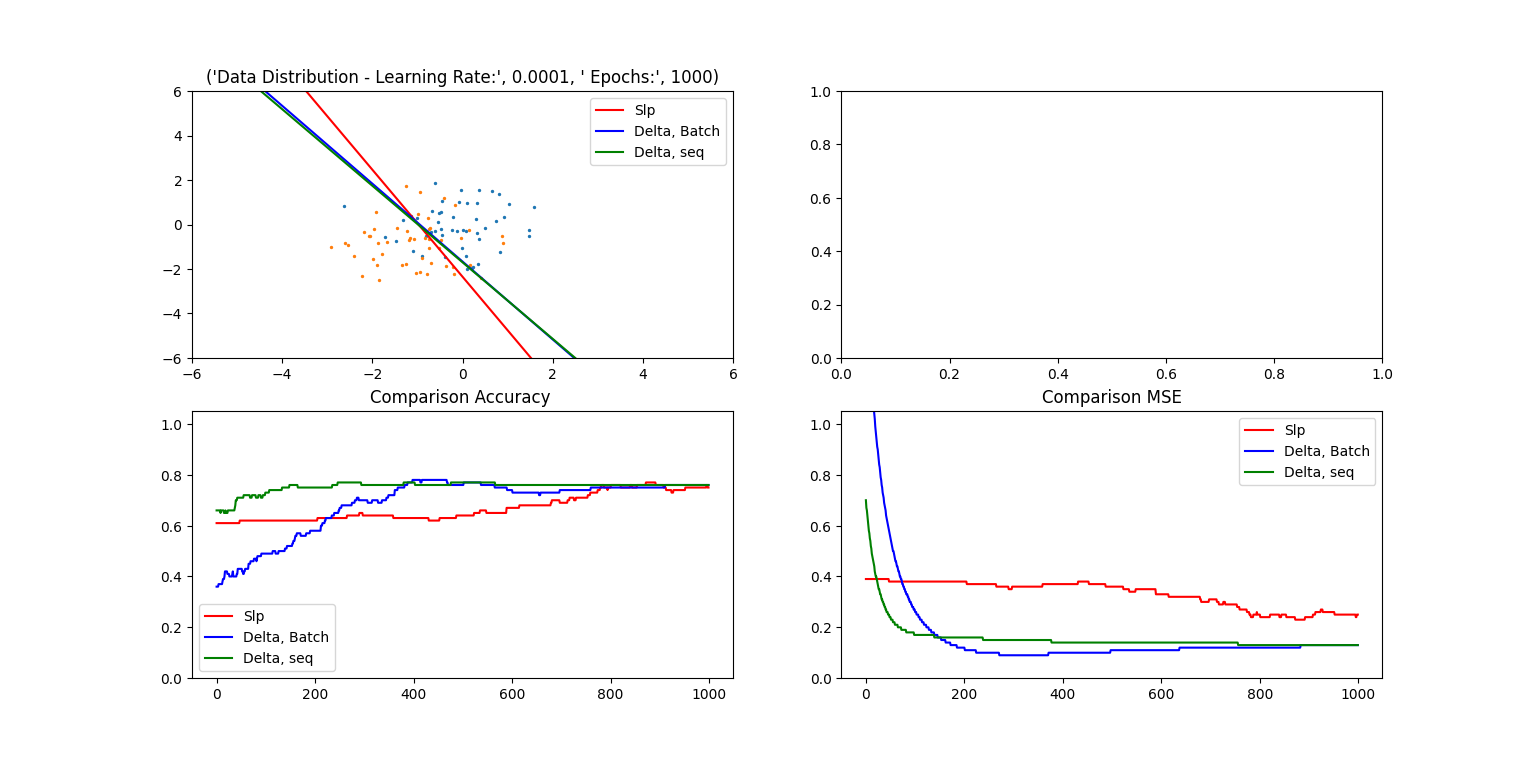 ('Data Distribution - Learning Rate:', 0.0001, ' Epochs:', 1000)
6
4
2
0
−2
−4
−6
−6 −4 −2 0 2 4 6
Slp
Delta, Batch
Delta, seq
1.0
0.8
0.6
0.4
0.2
0.0
0.0 0.2 0.4 0.6 0.8 1.0
Comparison Accuracy
1.0
0.8
0.6
0.4
0.2
0.0
0 200 400 600 800 1000
Slp
Delta, Batch
Delta, seq
Comparison MSE
1.0
0.8
0.6
0.4
0.2
0.0
0 200 400 600 800 1000
Slp
Delta, Batch
Delta, seq